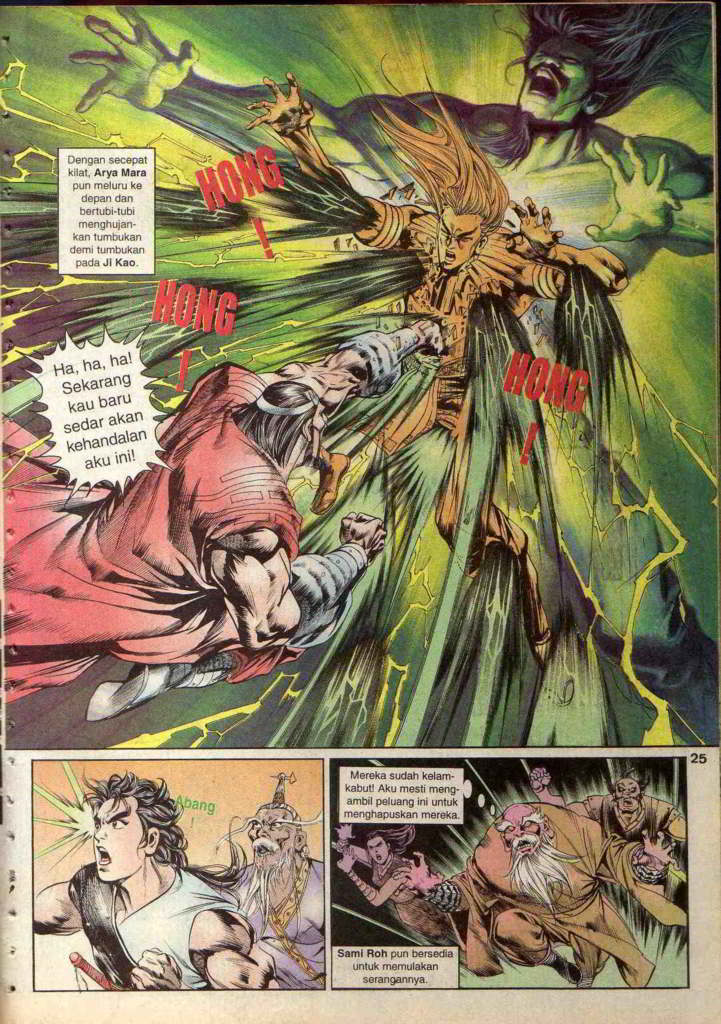 Dengan secepat
kilat, Arya Mara
pun meluru ke
depan dan
bertubi-tubi
menghujan-
kan tumbukan
demi tumbukan
pada Ji Kao.
HONG
!
HONG
!
HONG
!
Ha, ha, ha!
Sekarang
kau baru
sedar akan
kehandalan
aku ini!
25
Abang
!
Mereka sudah kelam-
kabut! Aku mesti meng-
ambil peluang ini untuk
menghapuskan mereka.
Sami Roh pun bersedia
untuk memulakan
serangannya.